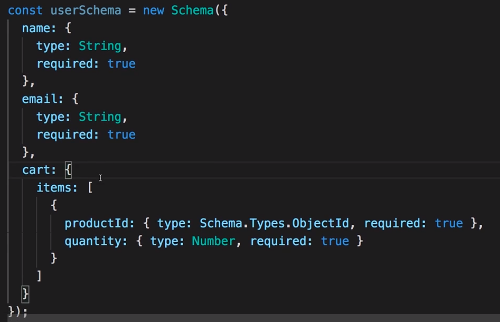 const userSchema = new Schema({
  name: {
    type: String,
    required: true
  },
  email: {
    type: String,
    required: true
  },
  cart: {
    items: [
      {
        productId: { type: Schema.Types.ObjectId, required: true },
        quantity: { type: Number, required: true }
      }
    ]
  }
});